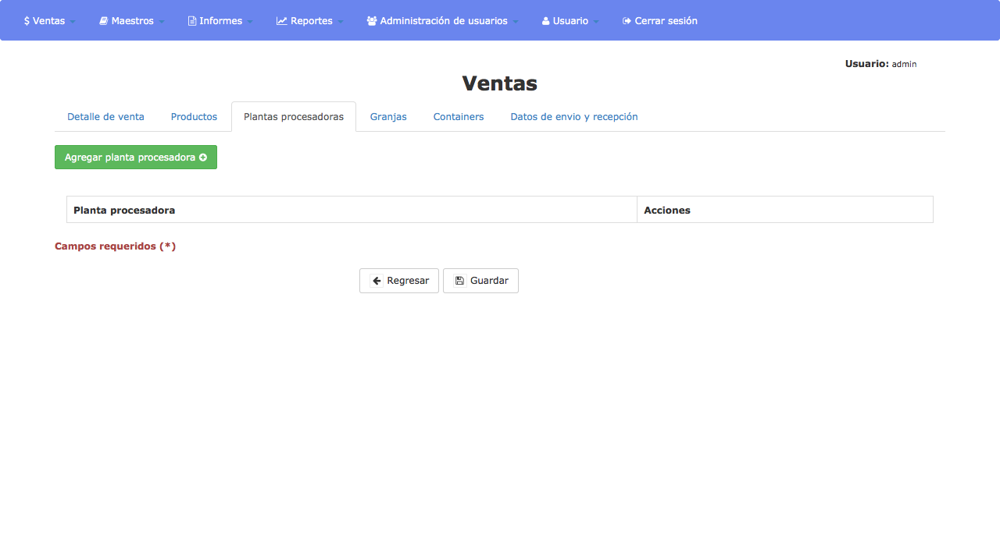 $ Ventas Maestros Informes Reportes Administración de usuarios Usuario Cerrar sesión
Usuario: admin
Ventas
Detalle de venta Productos Plantas procesadoras Granjas Containers Datos de envio y recepción
Agregar planta procesadora
Planta procesadora Acciones
Campos requeridos (*)
Regresar Guardar